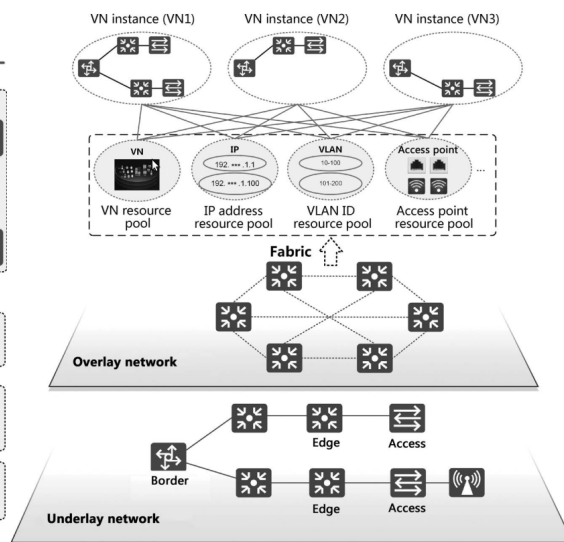 VN instance (VN1)
VN instance (VN2)
VN instance (VN3)
VN
IP
192. *** .1.1
192. *** .1.100
VLAN
10-100
101-200
Access point
...
VN resource
pool
IP address
resource pool
VLAN ID
resource pool
Access point
resource pool
Fabric
Overlay network
Edge
Access
Border
Edge
Access
Underlay network